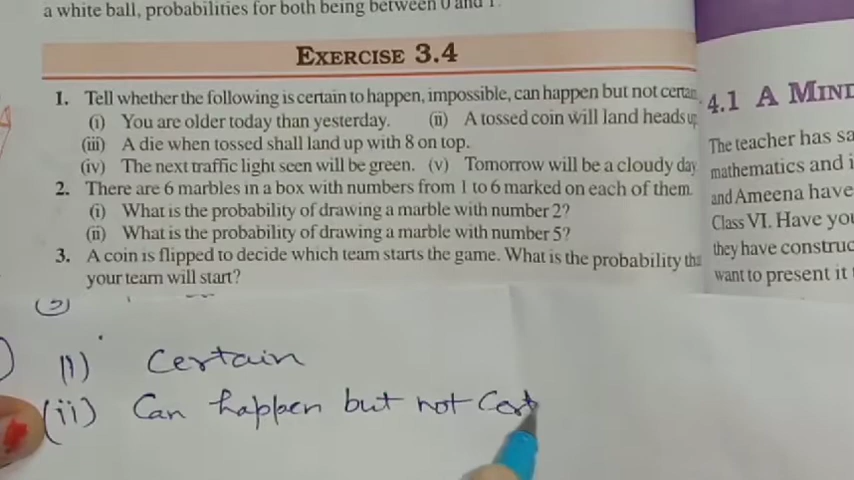 a white ball, probabilities for both being between 0 and 1.
EXERCISE 3.4
1. Tell whether the following is certain to happen, impossible, can happen but not certain
(i) You are older today than yesterday. (ii) A tossed coin will land heads up
(iii) A die when tossed shall land up with 8 on top.
(iv) The next traffic light seen will be green. (v) Tomorrow will be a cloudy day
2. There are 6 marbles in a box with numbers from 1 to 6 marked on each of them.
(i) What is the probability of drawing a marble with number 2?
(ii) What is the probability of drawing a marble with number 5?
3. A coin is flipped to decide which team starts the game. What is the probability tha
your team will start?
4.1 A MIND
The teacher has sa
mathematics and i
and Ameena have
Class VI. Have you
they have construc
want to present it
(i) Certain
(ii) Can happen but not Cert